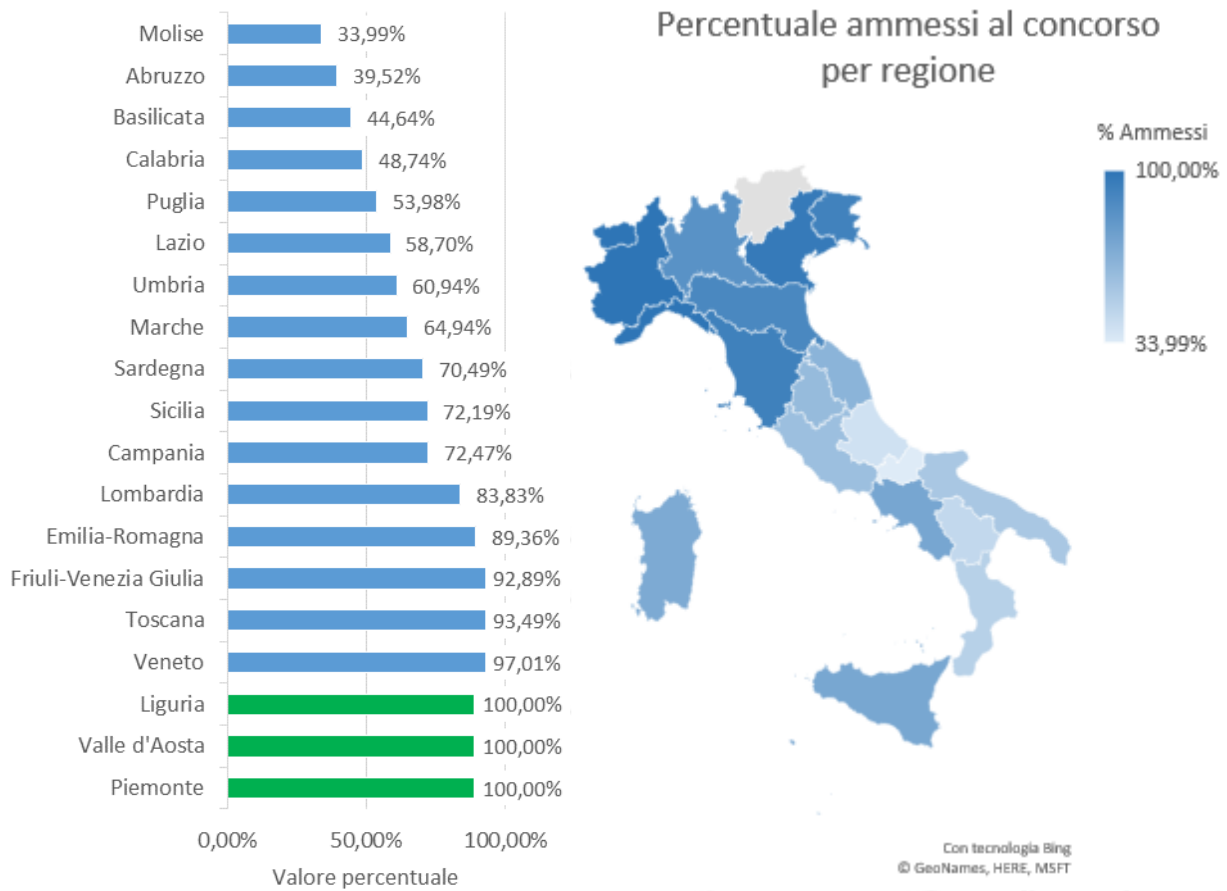 Molise 33,99%
Abruzzo 39,52%
Basilicata 44,64%
Calabria 48,74%
Puglia 53,98%
Lazio 58,70%
Umbria 60,94%
Marche 64,94%
Sardegna 70,49%
Sicilia 72,19%
Campania 72,47%
Lombardia 83,83%
Emilia-Romagna 89,36%
Friuli-Venezia Giulia 92,89%
Toscana 93,49%
Veneto 97,01%
Liguria 100,00%
Valle d'Aosta 100,00%
Piemonte 100,00%
0,00% 50,00% 100,00%
Valore percentuale
Percentuale ammessi al concorso
per regione
% Ammessi
100,00%
33,99%
Con tecnologia Bing
© GeoNames, HERE, MSFT